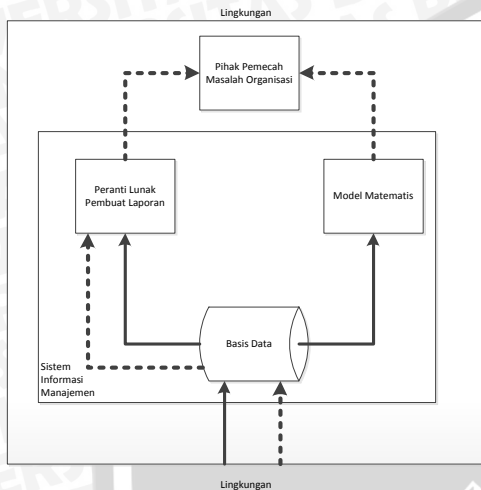 Lingkungan
Pihak Pemecah
Masalah Organisasi
Peranti Lunak
Pembuat Laporan
Model Matematis
Basis Data
Sistem
Informasi
Manajemen
Lingkungan